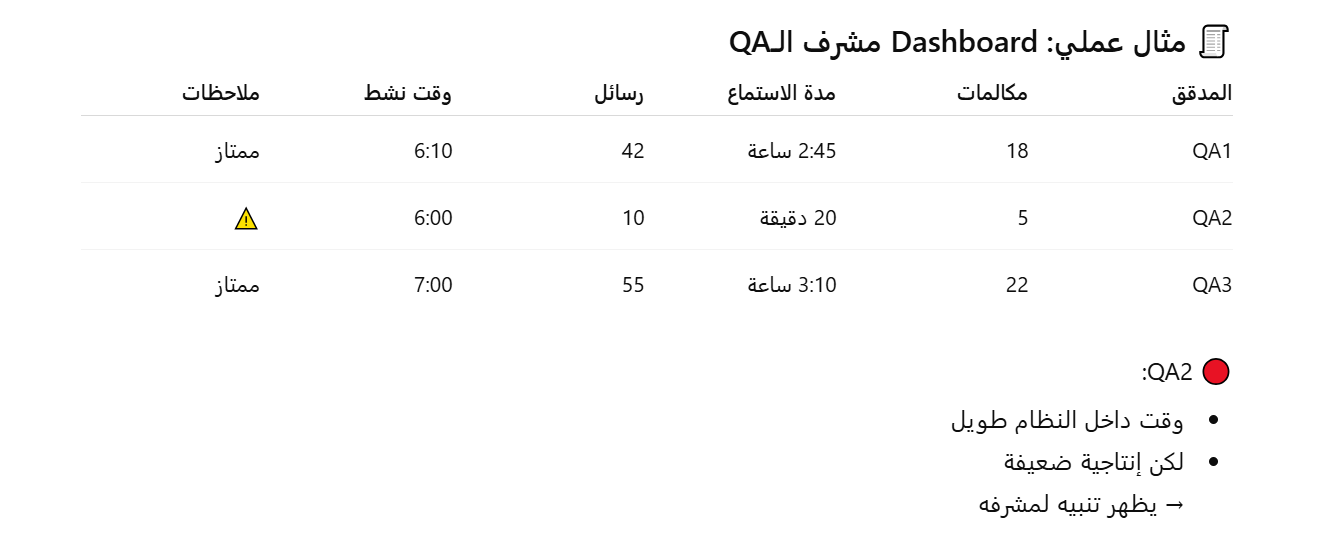 📜 مثال عملي: Dashboard مشرف الـQA
المدقق مكالمات مدة الاستماع رسائل وقت نشط ملاحظات
QA1 18 2:45 ساعة 42 6:10 ممتاز
QA2 5 20 دقيقة 10 6:00 ⚠️
QA3 22 3:10 ساعة 55 7:00 ممتاز
🔴 QA2:
• وقت داخل النظام طويل
• لكن إنتاجية ضعيفة
→ يظهر تنبيه لمشرفه